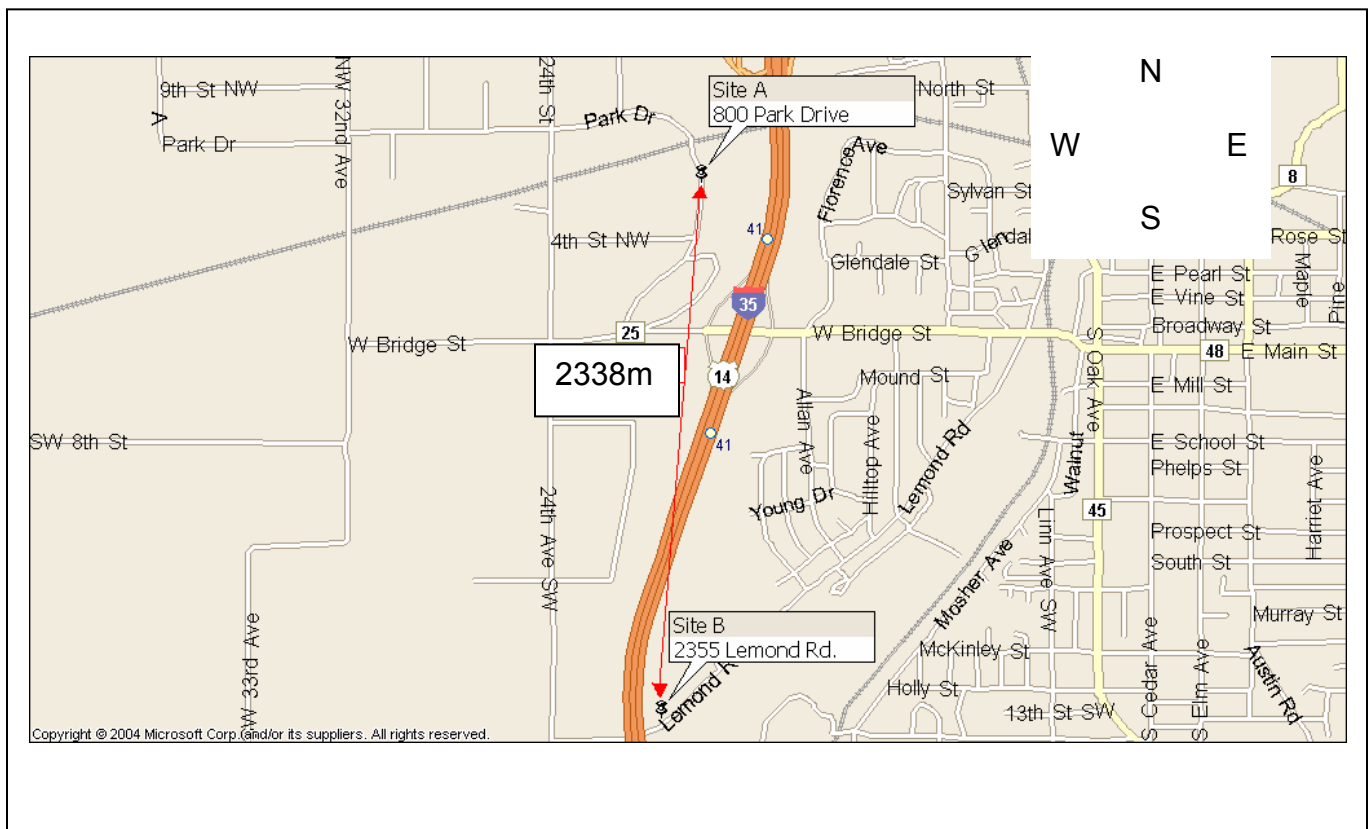 N
W
E
S
9th St NW
NW 32nd Ave
24th St
Site A
800 Park Drive
North St
A
Park Dr
Park Dr
Florence Ave
8
Sylvan St
41
4th St NW
Glendale St
Glendal
Rose St
Maple
Pine
E Pearl St
E Vine St
35
25
W Bridge St
W Bridge St
Broadway St
48
E Main St
S Oak Ave
2338m
14
Mound St
E Mill St
Allan Ave
Hilltop Ave
Lemond Rd
SW 8th St
41
Walnut
E School St
Phelps St
Harriet Ave
24th Ave SW
Young Dr
45
Linn Ave SW
Prospect St
South St
Mosher Ave
W 33rd Ave
Site B
2355 Lemond Rd.
Murray St
McKinley St
S Cedar Ave
S Elm Ave
Austin Rd
Lemond R
Holly St
13th St SW
Copyright © 2004 Microsoft Corp. and/or its suppliers. All rights reserved.